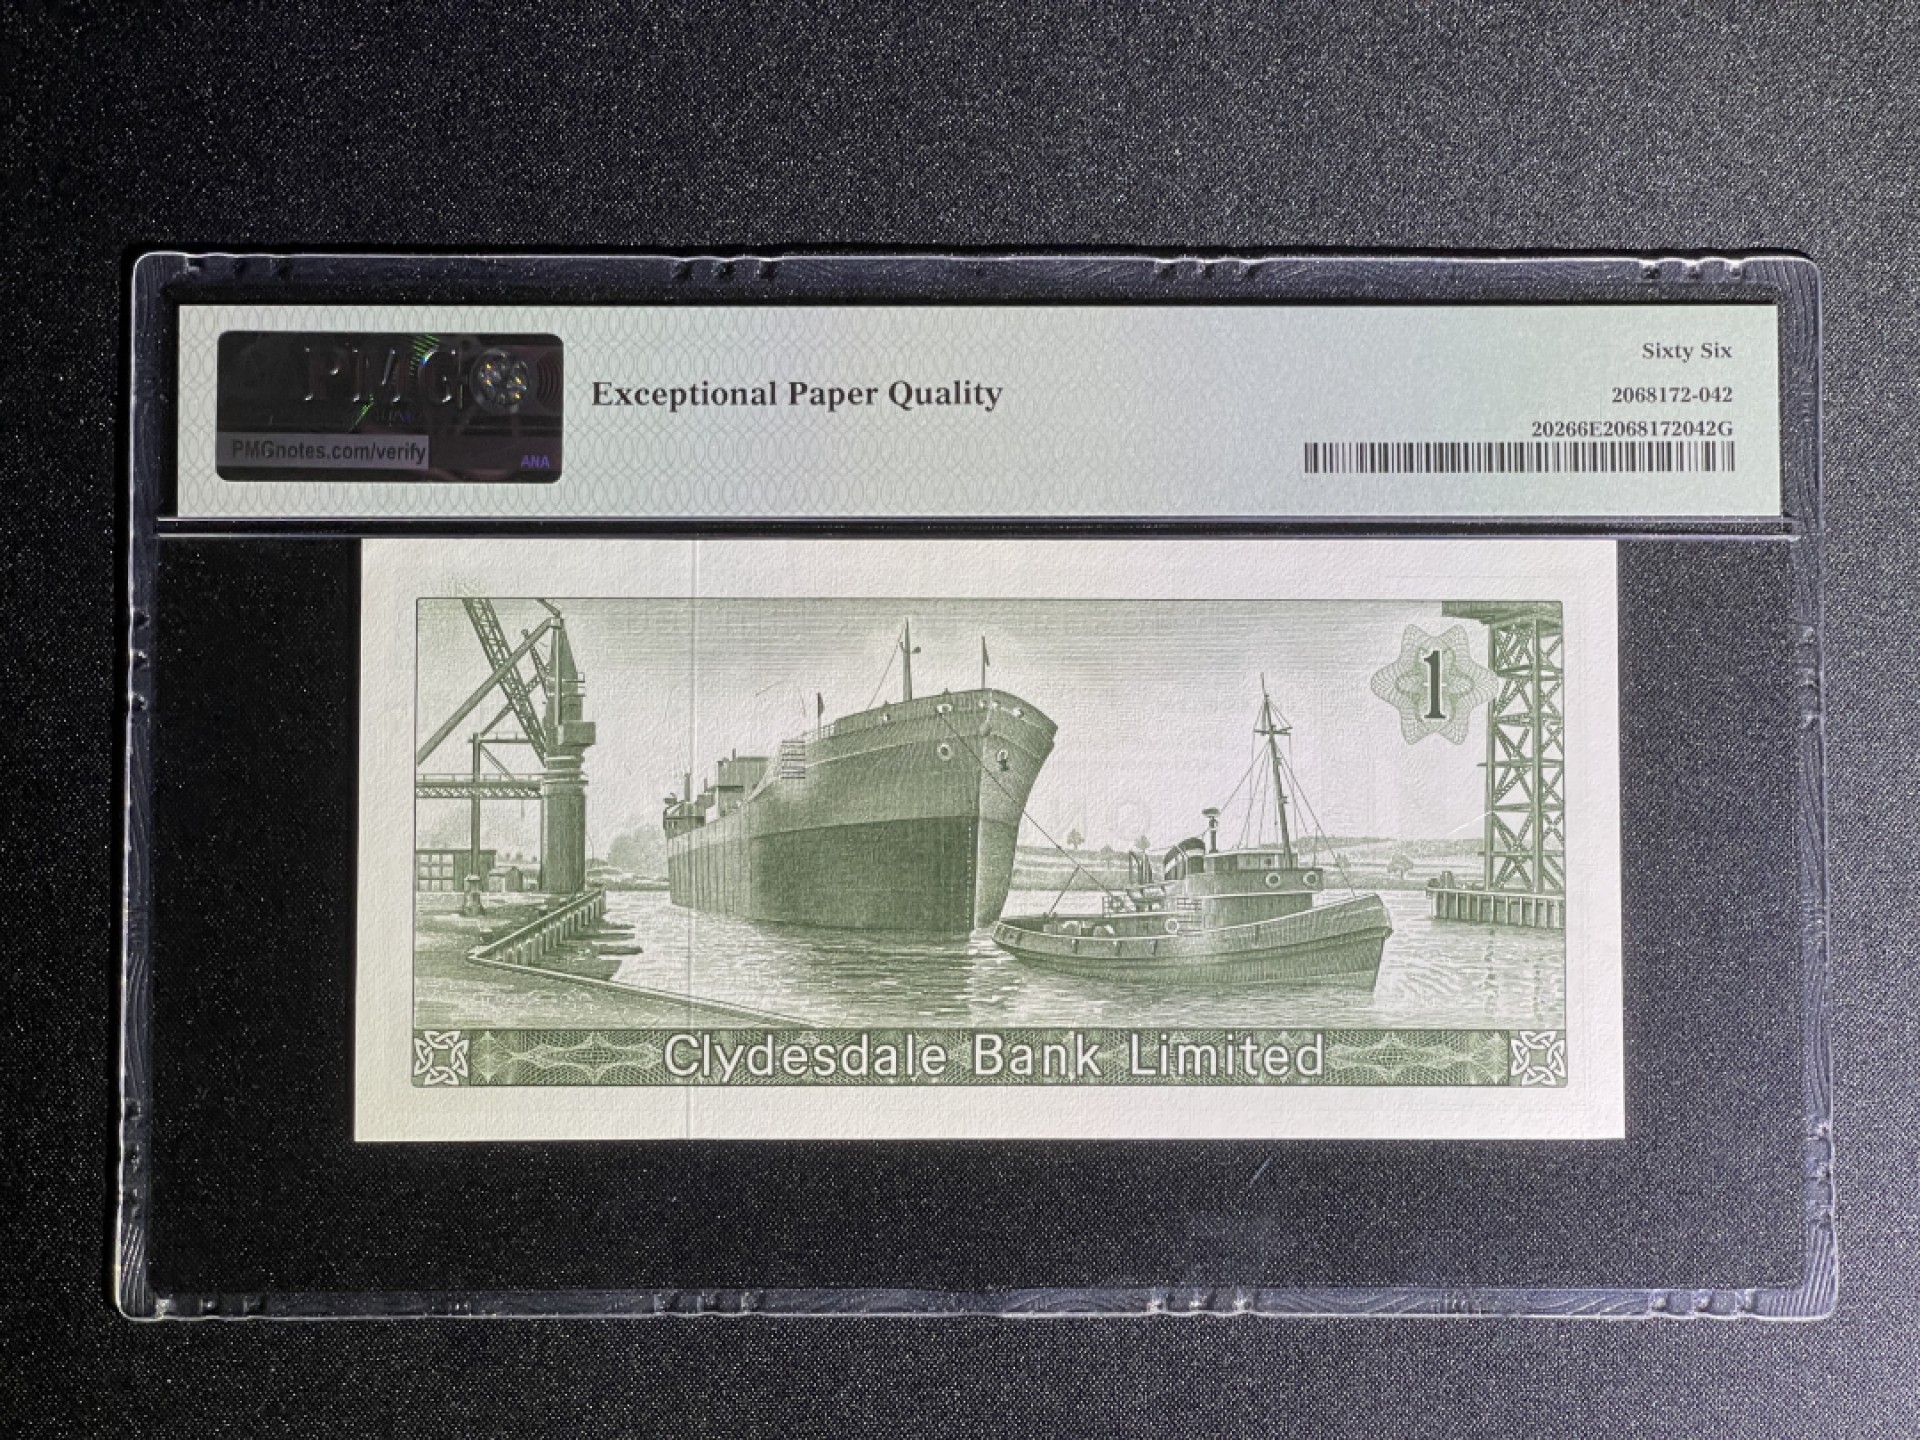 PMG
PMGnotes.com/verify
ANA
Exceptional Paper Quality
Sixty Six
2068172-042
20266E2068172042G
1
Clydesdale Bank Limited